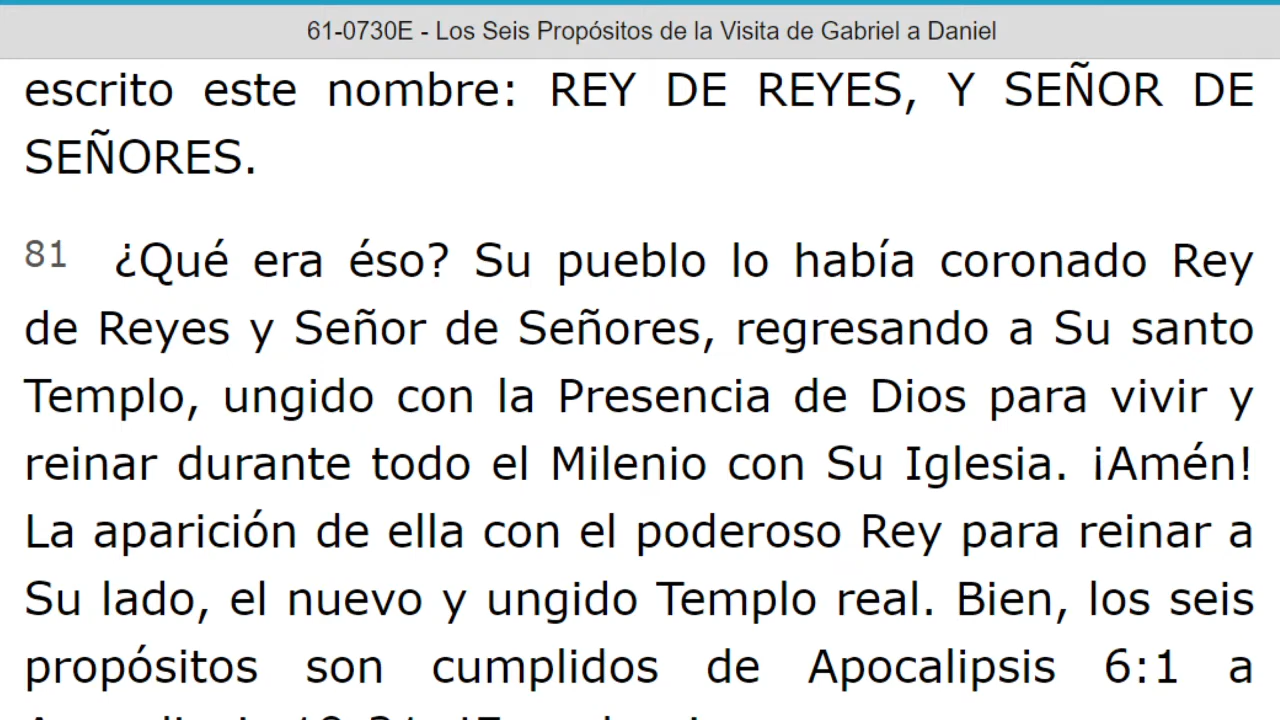 61-0730E - Los Seis Propósitos de la Visita de Gabriel a Daniel
escrito este nombre: REY DE REYES, Y SEÑOR DE
SEÑORES.
81 ¿Qué era éso? Su pueblo lo había coronado Rey
de Reyes y Señor de Señores, regresando a Su santo
Templo, ungido con la Presencia de Dios para vivir y
reinar durante todo el Milenio con Su Iglesia. ¡Amén!
La aparición de ella con el poderoso Rey para reinar a
Su lado, el nuevo y ungido Templo real. Bien, los seis
propósitos son cumplidos de Apocalipsis 6:1 a